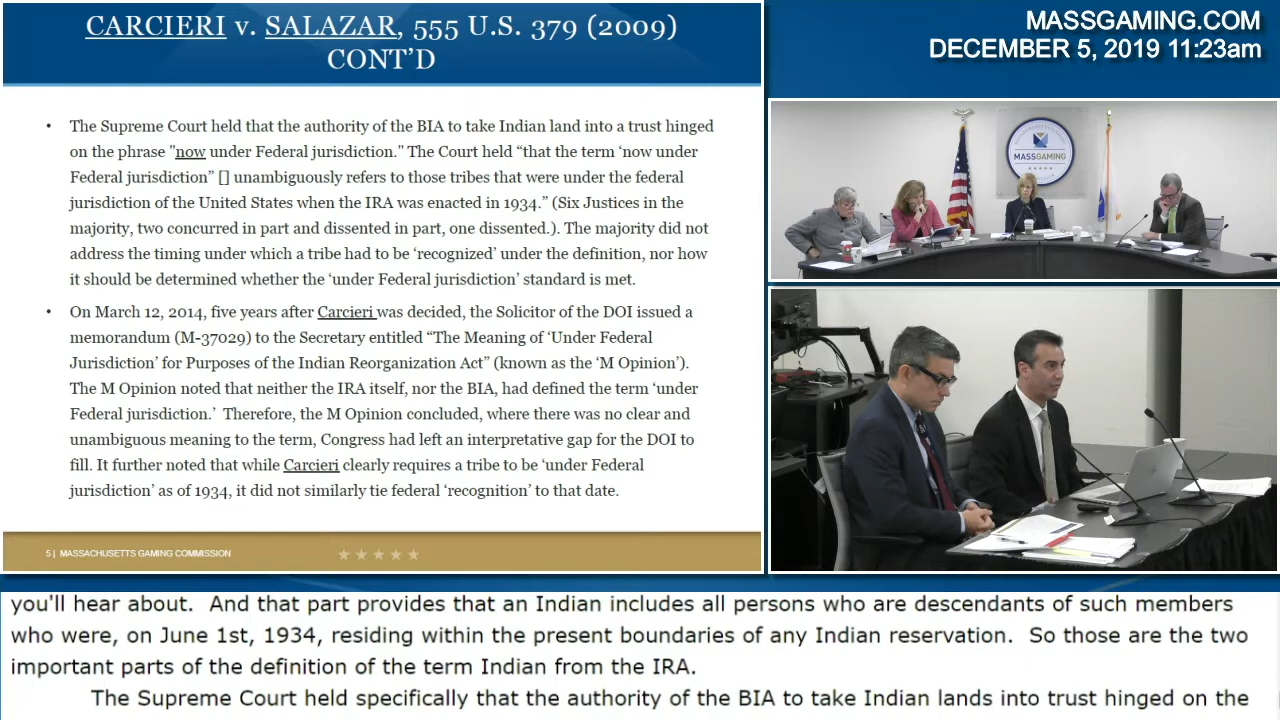 CARCIERI v. SALAZAR, 555 U.S. 379 (2009)
CONT’D
• The Supreme Court held that the authority of the BIA to take Indian land into a trust hinged
on the phrase "now under Federal jurisdiction." The Court held “that the term ‘now under
Federal jurisdiction” [] unambiguously refers to those tribes that were under the federal
jurisdiction of the United States when the IRA was enacted in 1934.” (Six Justices in the
majority, two concurred in part and dissented in part, one dissented.). The majority did not
address the timing under which a tribe had to be ‘recognized’ under the definition, nor how
it should be determined whether the ‘under Federal jurisdiction’ standard is met.
• On March 12, 2014, five years after Carcieri was decided, the Solicitor of the DOI issued a
memorandum (M-37029) to the Secretary entitled “The Meaning of ‘Under Federal
Jurisdiction’ for Purposes of the Indian Reorganization Act” (known as the ‘M Opinion’).
The M Opinion noted that neither the IRA itself, nor the BIA, had defined the term ‘under
Federal jurisdiction.’ Therefore, the M Opinion concluded, where there was no clear and
unambiguous meaning to the term, Congress had left an interpretative gap for the DOI to
fill. It further noted that while Carcieri clearly requires a tribe to be ‘under Federal
jurisdiction’ as of 1934, it did not similarly tie federal ‘recognition’ to that date.
5 | MASSACHUSETTS GAMING COMMISSION
MASSGAMING.COM
DECEMBER 5, 2019 11:23am
MASSGAMING
you'll hear about. And that part provides that an Indian includes all persons who are descendants of such members
who were, on June 1st, 1934, residing within the present boundaries of any Indian reservation. So those are the two
important parts of the definition of the term Indian from the IRA.
The Supreme Court held specifically that the authority of the BIA to take Indian lands into trust hinged on the